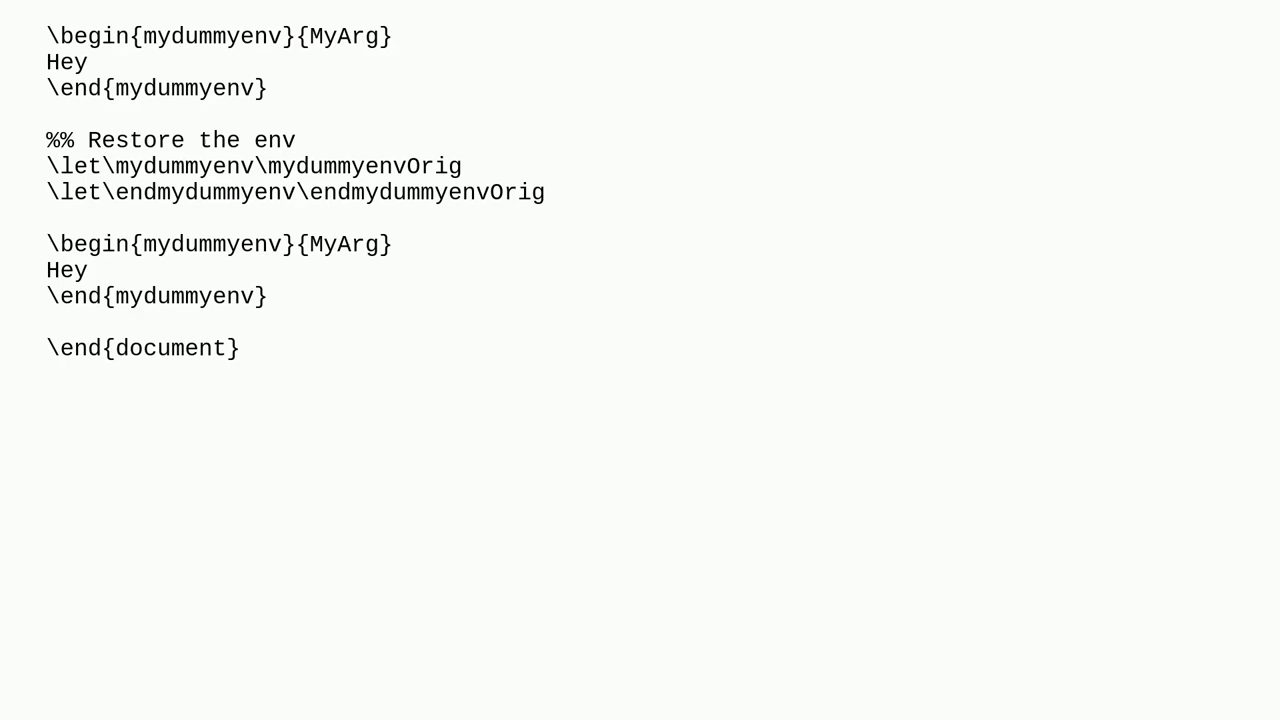 \begin{mydummyenv}{MyArg}
Hey
\end{mydummyenv}
%% Restore the env
\let\mydummyenv\mydummyenvOrig
\let\endmydummyenv\endmydummyenvOrig
\begin{mydummyenv}{MyArg}
Hey
\end{mydummyenv}
\end{document}